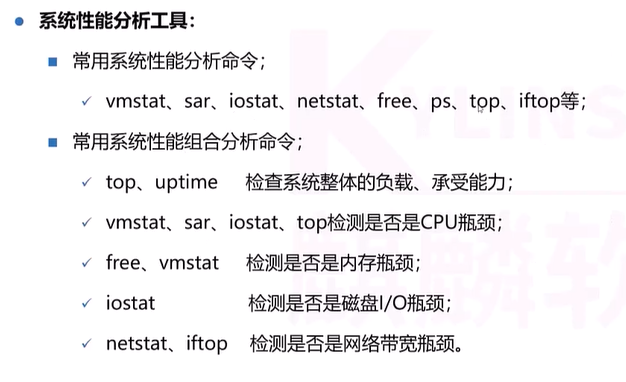 系统性能分析工具：
常用系统性能分析命令；
vmstat、sar、iostat、netstat、free、ps、top、iftop等；
常用系统性能组合分析命令；
top、uptime 检查系统整体的负载、承受能力；
vmstat、sar、iostat、top检测是否是CPU瓶颈；
free、vmstat 检测是否是内存瓶颈；
iostat 检测是否是磁盘I/O瓶颈；
netstat、iftop 检测是否是网络带宽瓶颈。
KYLINS
麒麟软